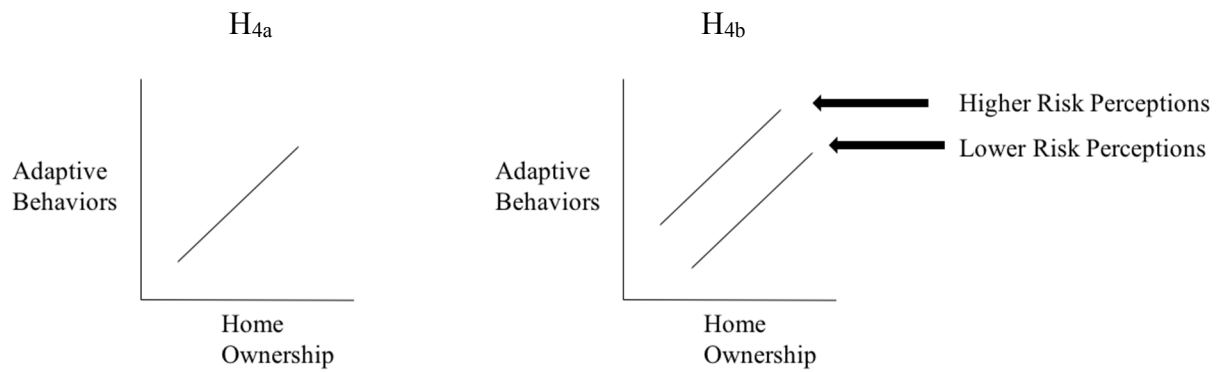 H4a
H4b
Higher Risk Perceptions
Lower Risk Perceptions
Adaptive
Behaviors
Adaptive
Behaviors
Home
Ownership
Home
Ownership